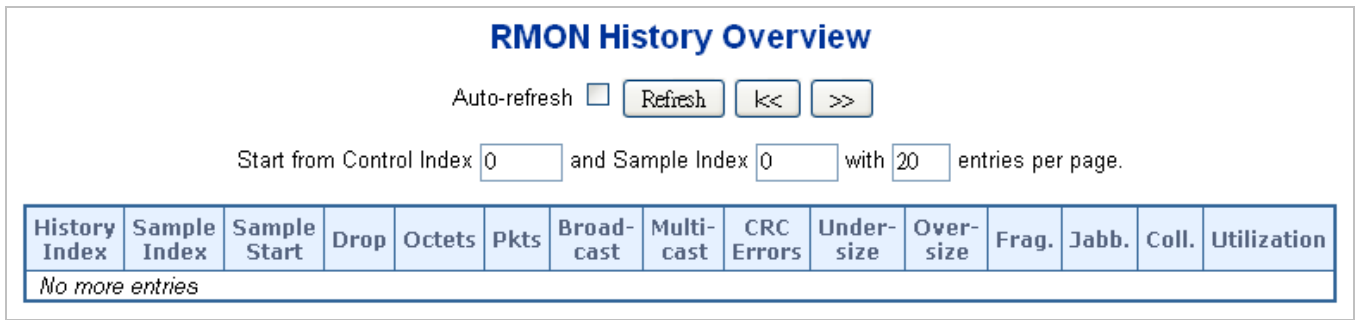 RMON History Overview
Auto-refresh Refresh |<< >>
Start from Control Index 0 and Sample Index 0 with 20 entries per page.
History Index Sample Index Sample Start Drop Octets Pkts Broad-cast Multi-cast CRC Errors Under-size Over-size Frag. Jabb. Coll. Utilization
No more entries